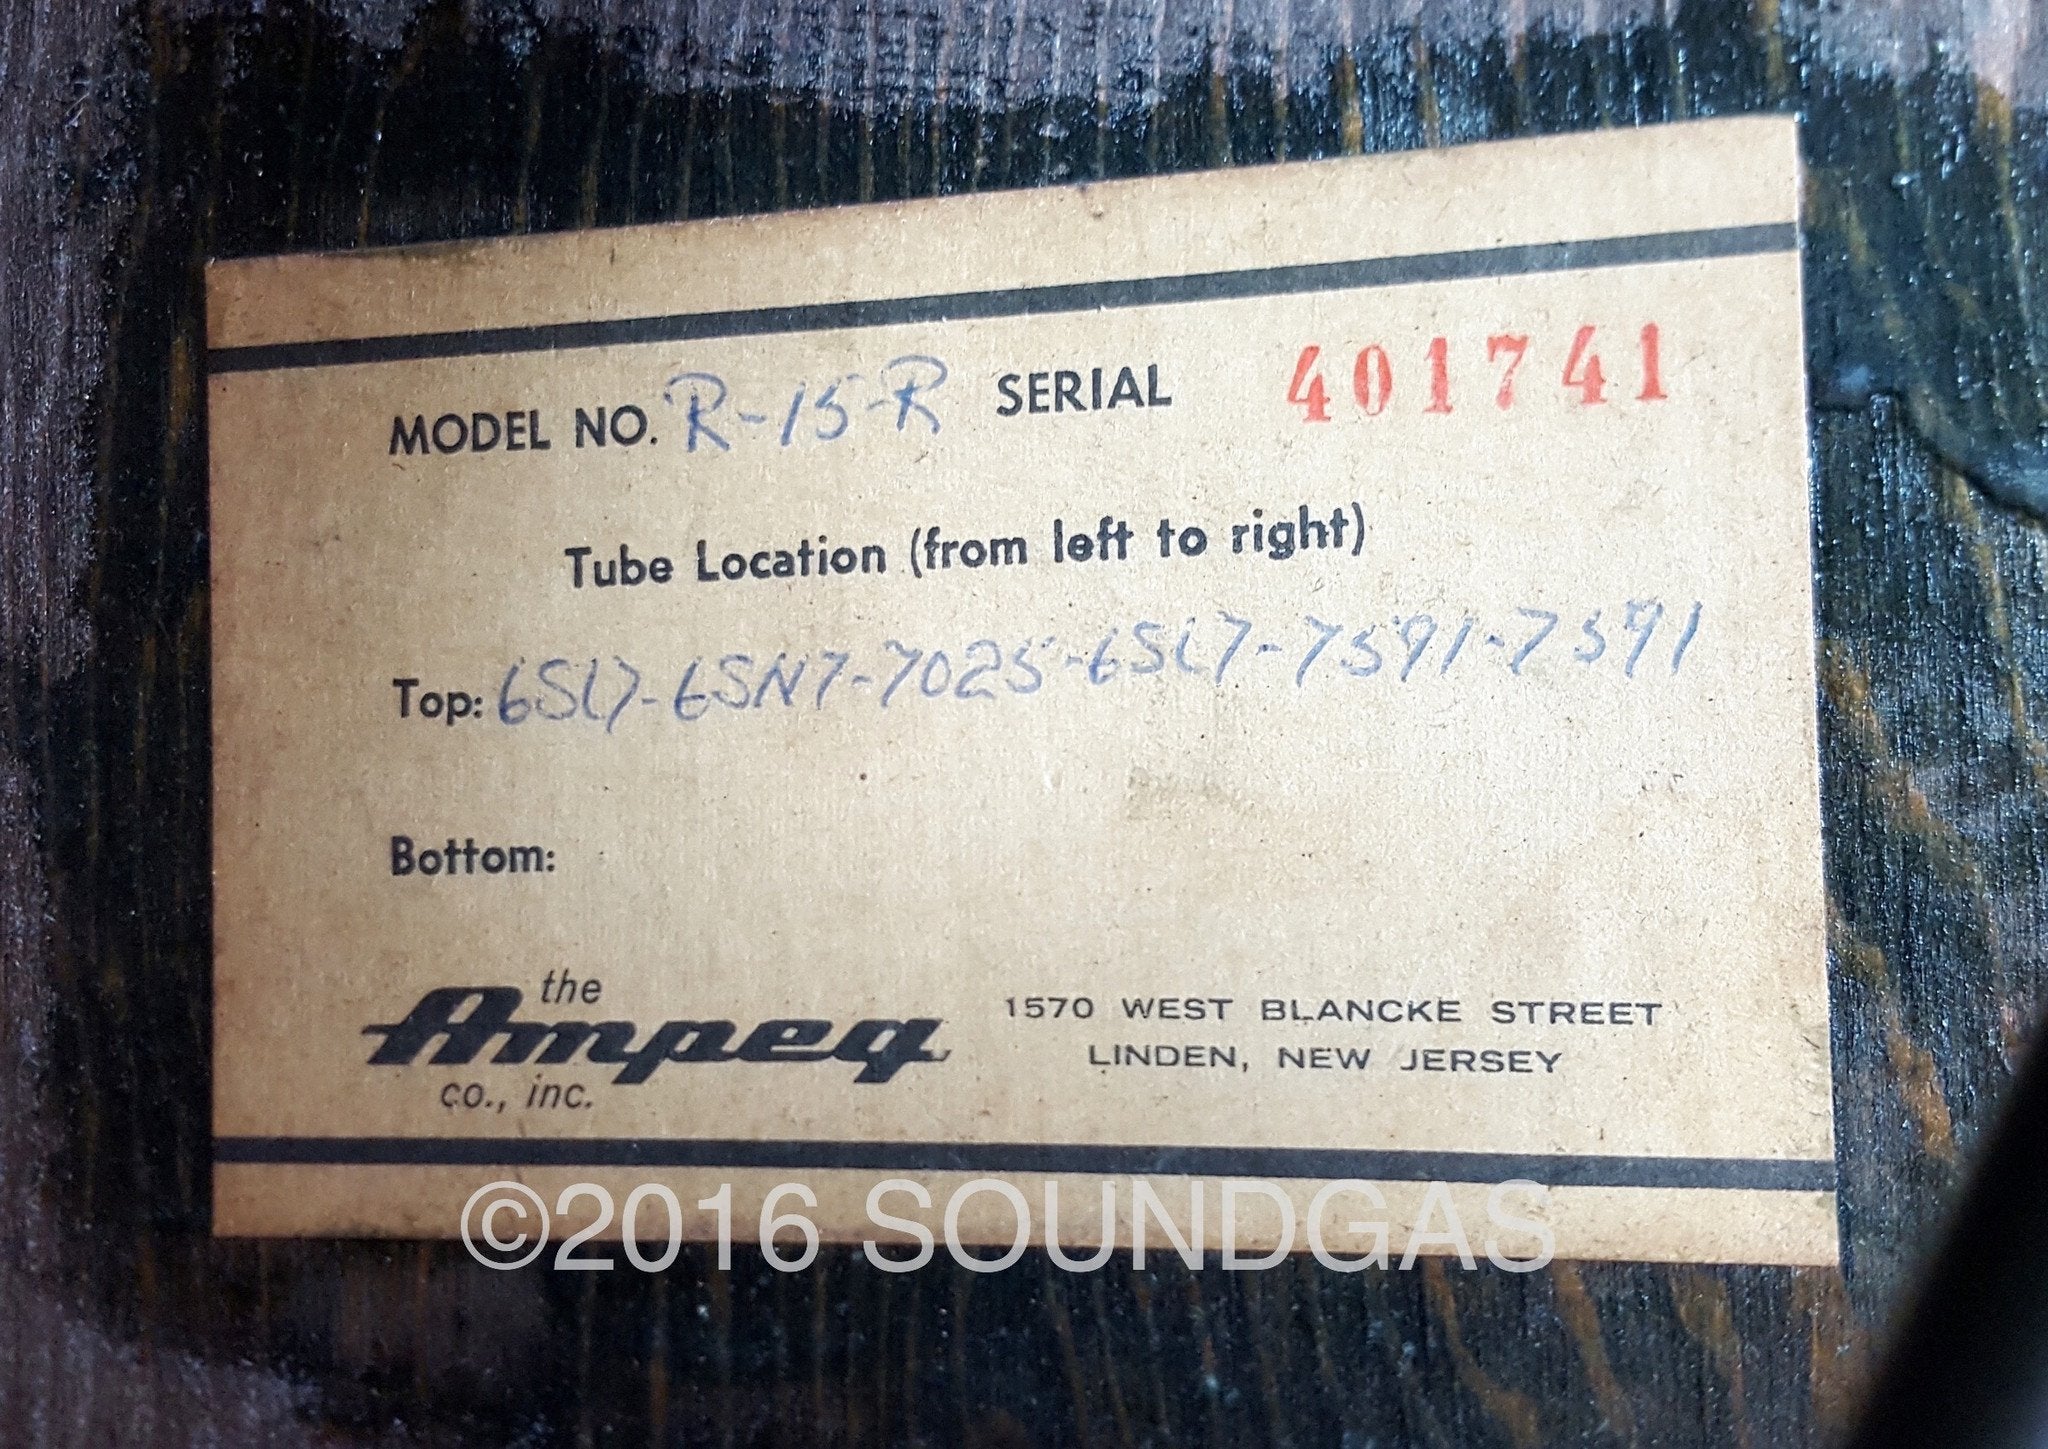 MODEL NO. R-15-R SERIAL 401741
Tube Location (from left to right)
Top: 6SL7-6SN7-7025-6SL7-7591-7591
Bottom:
the
Ampeg
co., inc.
1570 WEST BLANCKE STREET
LINDEN, NEW JERSEY
©2016 SOUNDGAS